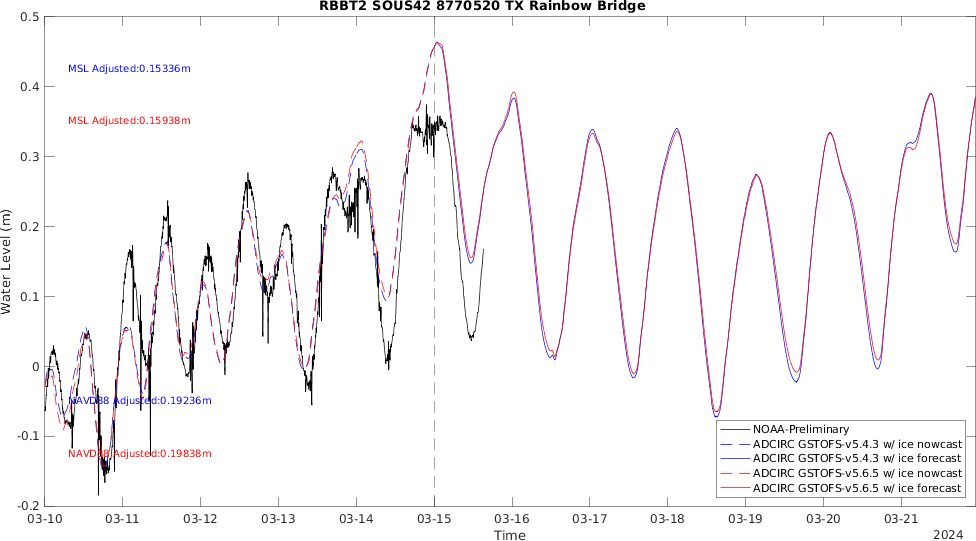 RBBT2 SOUS42 8770520 TX Rainbow Bridge
0.5
MSL Adjusted:0.15336m
0.4
MSL Adjusted:0.15938m
0.3
Water Level (m)
0.2
0.1
0
NAVD88 Adjusted:0.19236m
-0.1
NAVD88 Adjusted:0.19838m
-0.2
NOAA-Preliminary
ADCIRC GSTOFS-v5.4.3 w/ ice nowcast
ADCIRC GSTOFS-v5.4.3 w/ ice forecast
ADCIRC GSTOFS-v5.6.5 w/ ice nowcast
ADCIRC GSTOFS-v5.6.5 w/ ice forecast
03-10 03-11 03-12 03-13 03-14 03-15 03-16 03-17 03-18 03-19 03-20 03-21
Time
2024